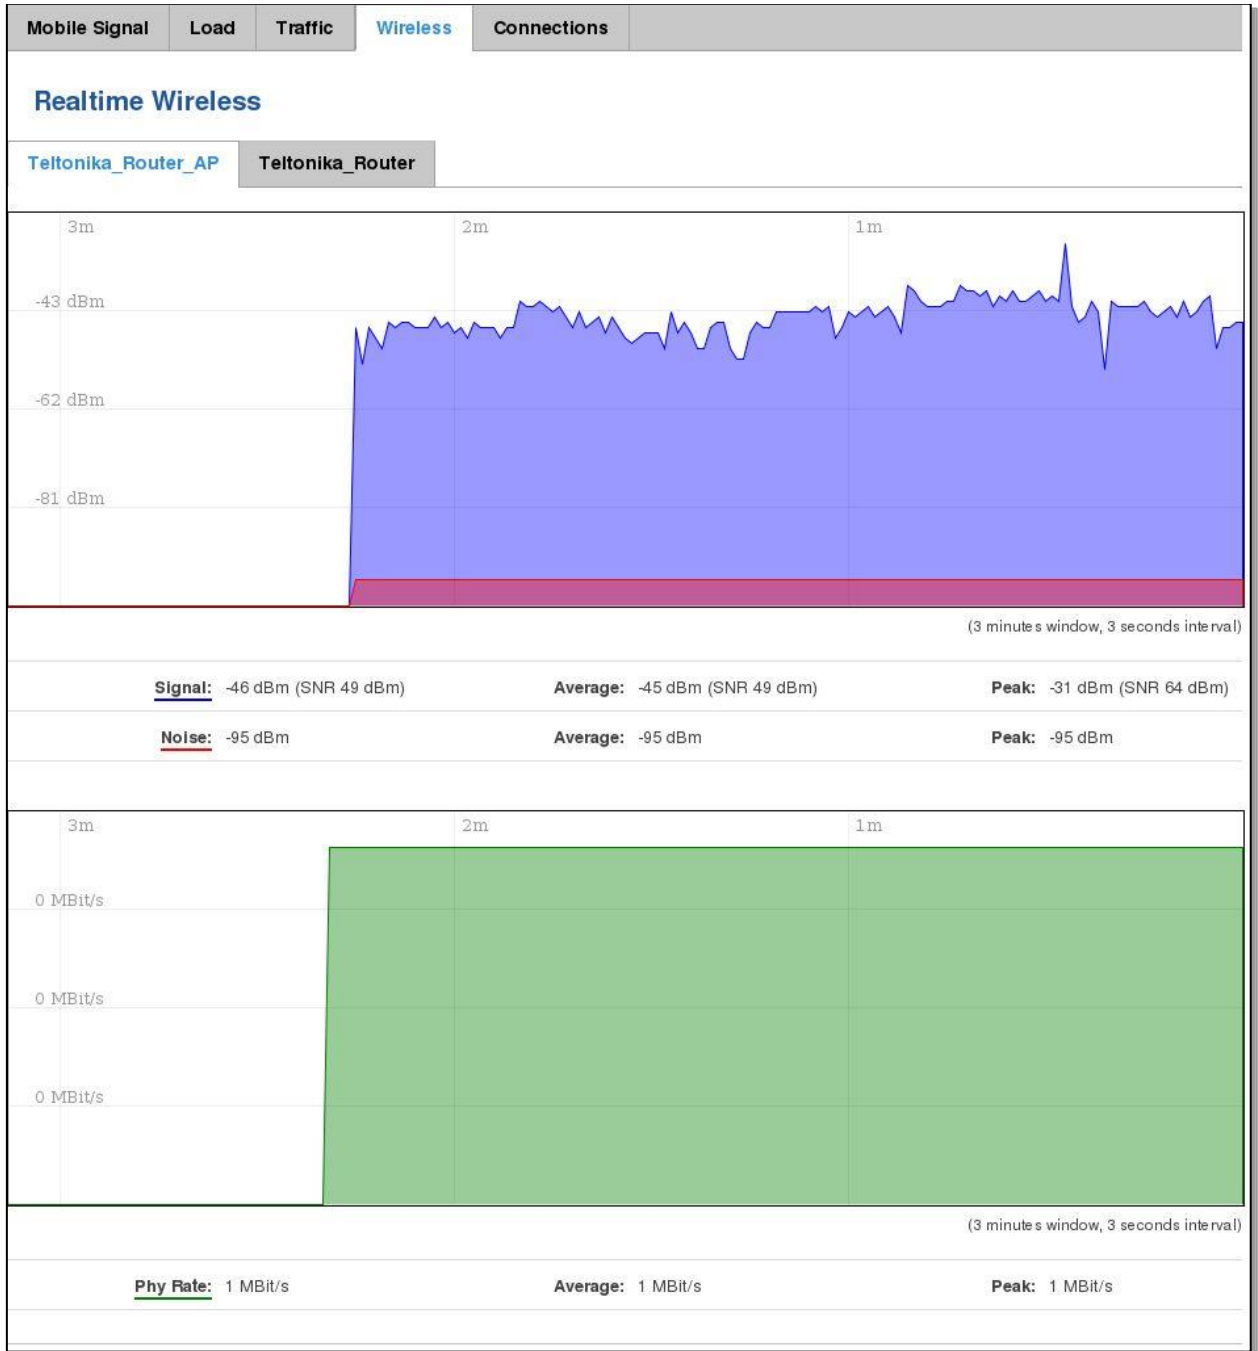 Mobile Signal Load Traffic Wireless Connections
Realtime Wireless
Teltonika_Router_AP Teltonika_Router
3m 2m 1m
-43 dBm
-62 dBm
-81 dBm
(3 minutes window, 3 seconds interval)
Signal: -46 dBm (SNR 49 dBm) Average: -45 dBm (SNR 49 dBm) Peak: -31 dBm (SNR 64 dBm)
Noise: -95 dBm Average: -95 dBm Peak: -95 dBm
3m 2m 1m
0 MBit/s
0 MBit/s
0 MBit/s
(3 minutes window, 3 seconds interval)
Phy Rate: 1 MBit/s Average: 1 MBit/s Peak: 1 MBit/s